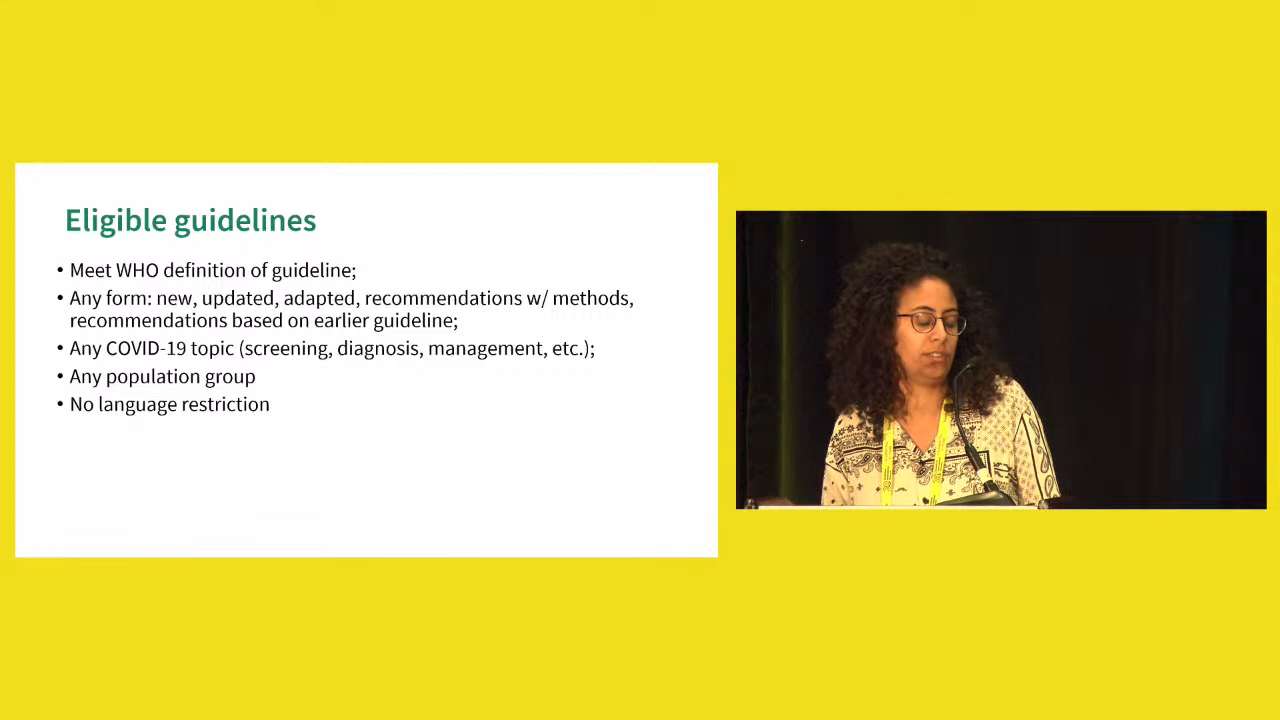 Eligible guidelines
• Meet WHO definition of guideline;
• Any form: new, updated, adapted, recommendations w/ methods,
recommendations based on earlier guideline;
• Any COVID-19 topic (screening, diagnosis, management, etc.);
• Any population group
• No language restriction